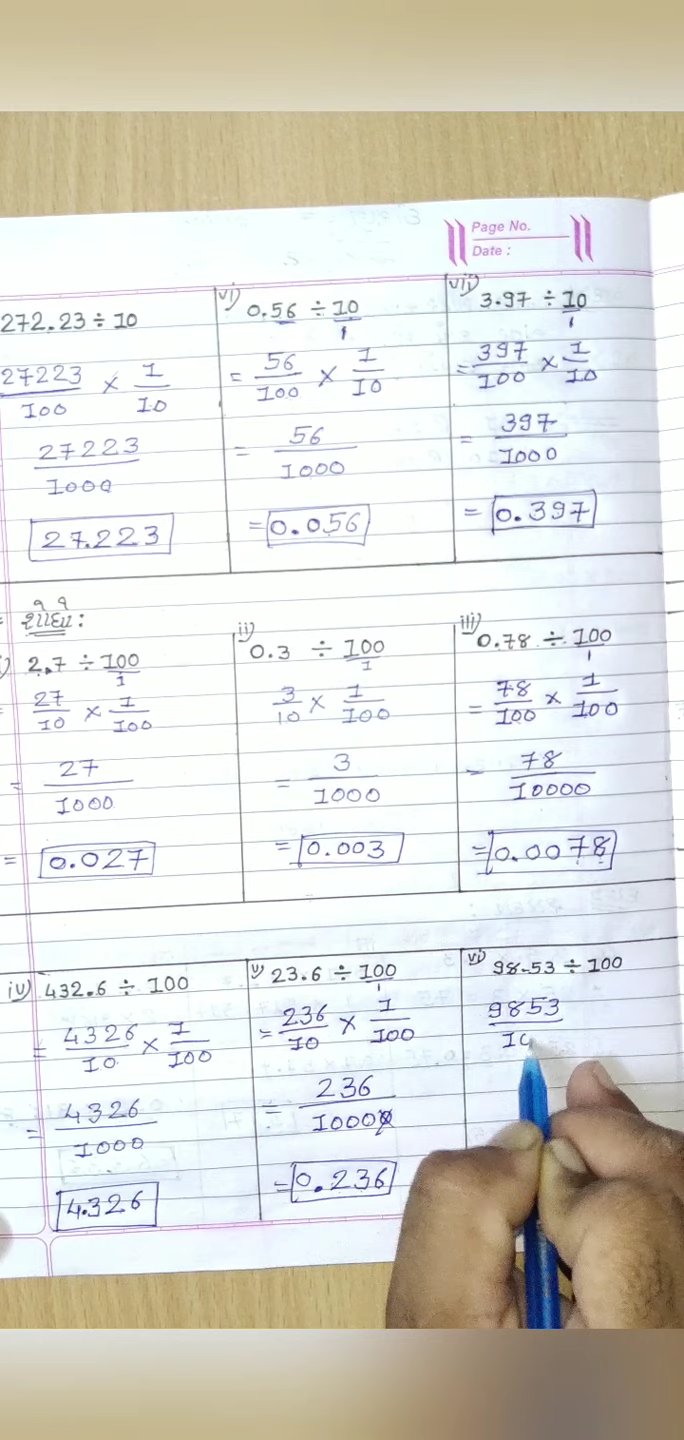 Page No.
Date :
272.23 ÷ 10
27223/100 × 1/10
27223/1000
27.223
vi) 0.56 ÷ 10/1
= 56/100 × 1/10
= 56/1000
= 0.056
vii) 3.97 ÷ 10/1
= 397/100 × 1/10
= 397/1000
= 0.397
i) 2.7 ÷ 100/1
= 27/10 × 1/100
= 27/1000
= 0.027
ii) 0.3 ÷ 100/1
3/10 × 1/100
= 3/1000
= 0.003
iii) 0.78 ÷ 100/1
= 78/100 × 1/100
= 78/10000
= 0.0078
iv) 432.6 ÷ 100
= 4326/10 × 1/100
= 4326/1000
4.326
v) 23.6 ÷ 100/1
= 236/10 × 1/100
= 236/1000
= 0.236
vi) 98.53 ÷ 100
9853/10